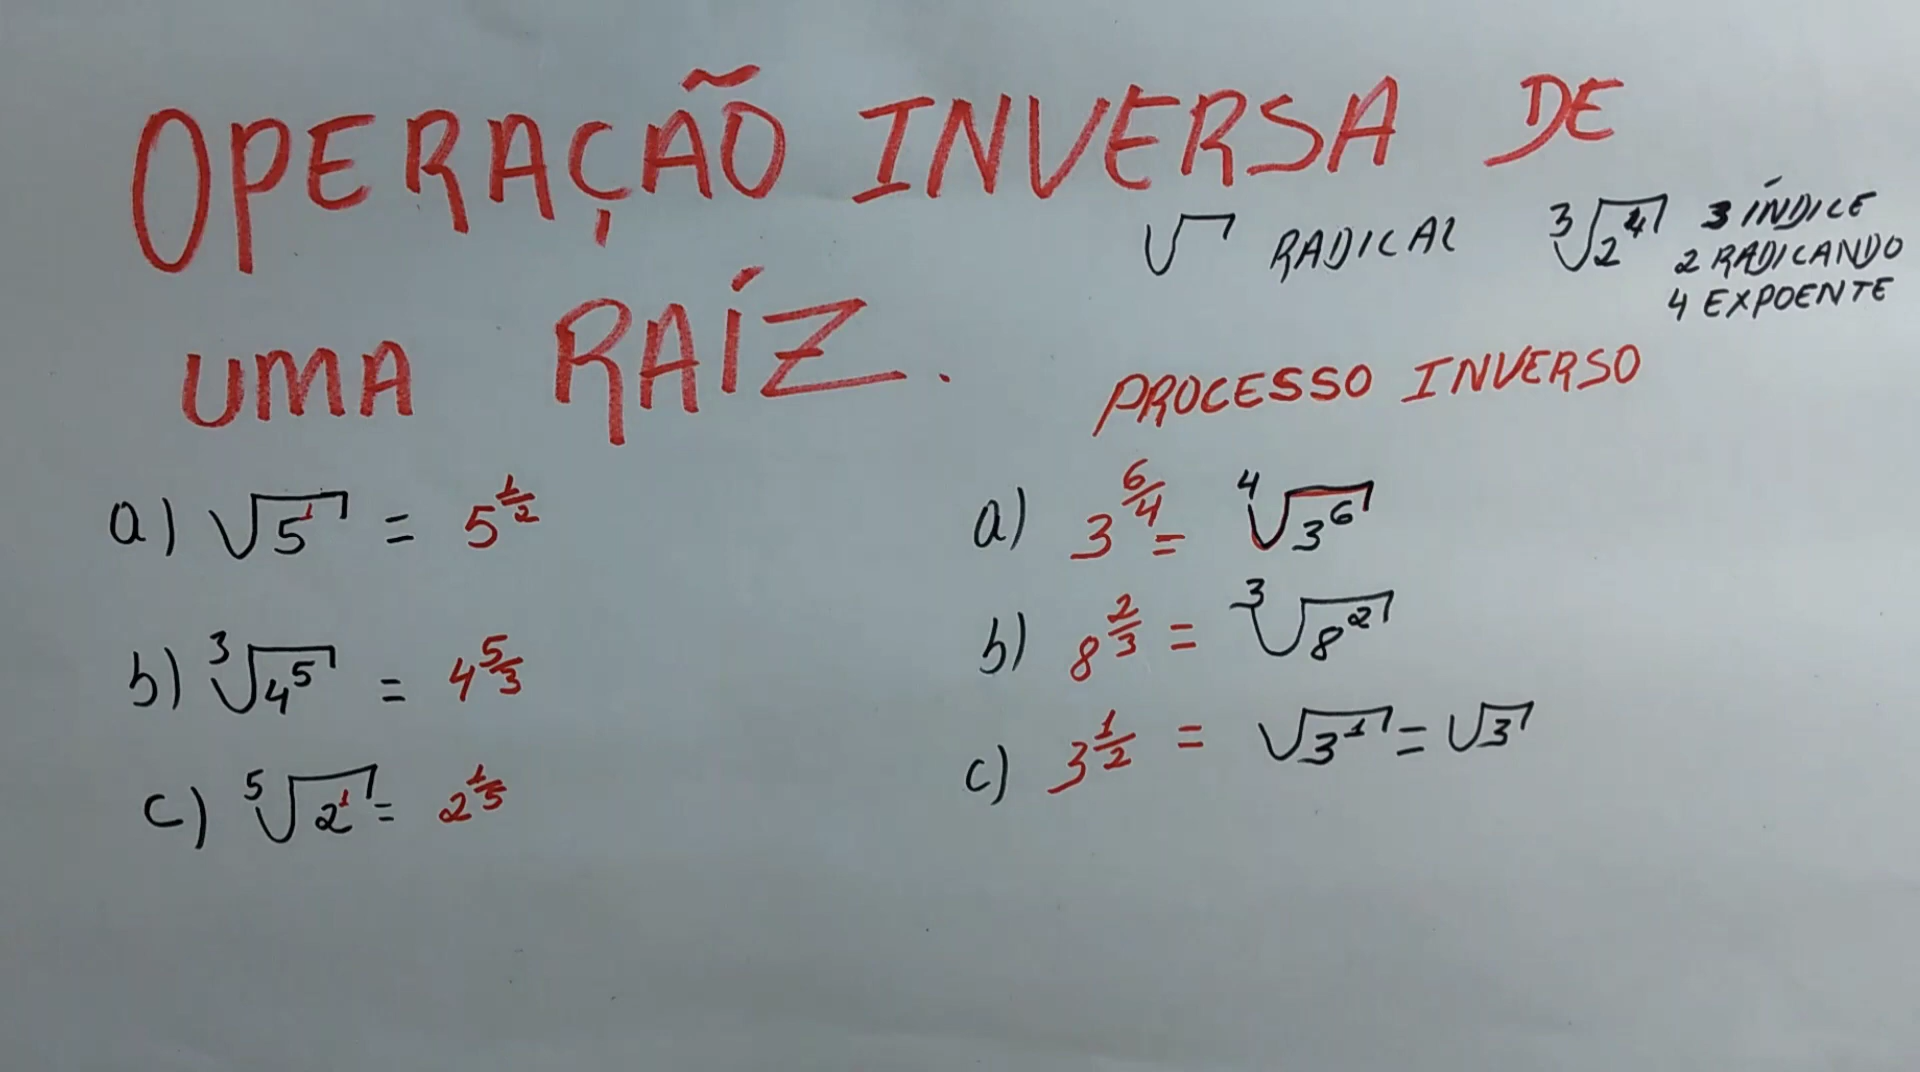 OPERAÇÃO INVERSA DE
UMA RAÍZ.
√ RADICAL
∛2⁴
3 ÍNDICE
2 RADICANDO
4 EXPOENTE
a) √5¹ = 5^(1/2)
b) ∛4⁵ = 4^(5/3)
c) ⁵√2¹ = 2^(1/5)
PROCESSO INVERSO
a) 3^(6/4) = ⁴√3⁶
b) 8^(2/3) = ∛8²
c) 3^(1/2) = √3¹ = √3